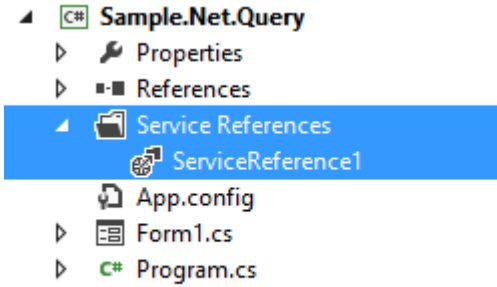 C# Sample.Net.Query
Properties
References
Service References
ServiceReference1
App.config
Form1.cs
C# Program.cs